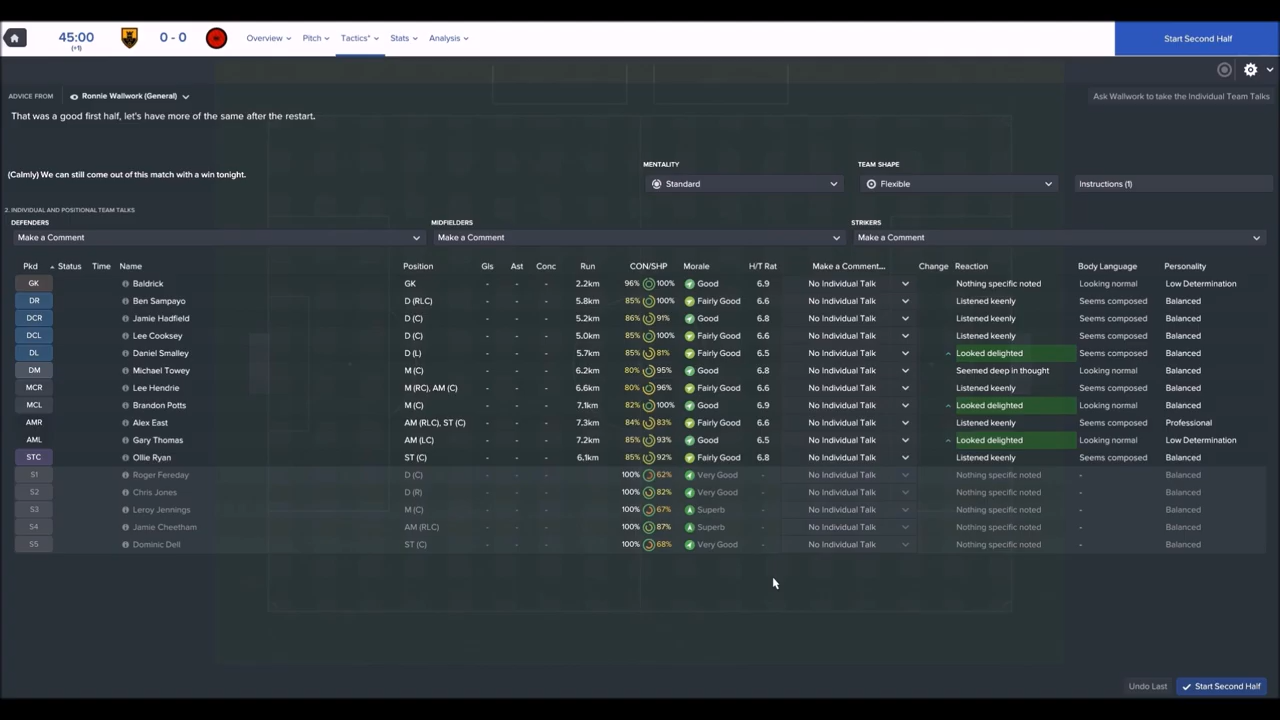 45:00 (+1) 0 - 0 Overview Pitch Tactics* Stats Analysis Start Second Half
ADVICE FROM Ronnie Wallwork (General) Ask Wallwork to take the Individual Team Talks
That was a good first half, let's have more of the same after the restart.
MENTALITY TEAM SHAPE
(Calmly) We can still come out of this match with a win tonight. Standard Flexible Instructions (1)
2. INDIVIDUAL AND POSITIONAL TEAM TALKS
DEFENDERS MIDFIELDERS STRIKERS
Make a Comment Make a Comment Make a Comment
Pkd Status Time Name Position Gls Ast Conc Run CON/SHP Morale H/T Rat Make a Comment... Change Reaction Body Language Personality
GK Baldrick GK - - - 2.2km 96% 100% Good 6.9 No Individual Talk Nothing specific noted Looking normal Low Determination
DR Ben Sampayo D (RLC) - - - 5.8km 85% 100% Fairly Good 6.6 No Individual Talk Listened keenly Seems composed Balanced
DCR Jamie Hadfield D (C) - - - 5.2km 86% 91% Good 6.8 No Individual Talk Listened keenly Seems composed Balanced
DCL Lee Cooksey D (C) - - - 5.0km 85% 100% Fairly Good 6.6 No Individual Talk Listened keenly Seems composed Balanced
DL Daniel Smalley D (L) - - - 5.7km 85% 81% Fairly Good 6.5 No Individual Talk Looked delighted Seems composed Balanced
DM Michael Towey M (C) - - - 6.2km 80% 95% Good 6.8 No Individual Talk Seemed deep in thought Looking normal Balanced
MCR Lee Hendrie M (RC), AM (C) - - - 6.6km 80% 96% Fairly Good 6.6 No Individual Talk Listened keenly Seems composed Balanced
MCL Brandon Potts M (C) - - - 7.1km 82% 100% Good 6.9 No Individual Talk Looked delighted Looking normal Balanced
AMR Alex East AM (RLC), ST (C) - - - 7.3km 84% 83% Fairly Good 6.6 No Individual Talk Listened keenly Seems composed Professional
AML Gary Thomas AM (LC) - - - 7.2km 85% 93% Good 6.5 No Individual Talk Looked delighted Looking normal Low Determination
STC Ollie Ryan ST (C) - - - 6.1km 85% 92% Fairly Good 6.8 No Individual Talk Listened keenly Seems composed Balanced
S1 Roger Fereday D (C) 100% 62% Very Good - No Individual Talk Nothing specific noted - Balanced
S2 Chris Jones D (R) 100% 82% Very Good - No Individual Talk Nothing specific noted - Balanced
S3 Leroy Jennings M (C) 100% 67% Superb - No Individual Talk Nothing specific noted - Balanced
S4 Jamie Cheetham AM (RLC) 100% 87% Superb - No Individual Talk Nothing specific noted - Balanced
S5 Dominic Dell ST (C) 100% 68% Very Good - No Individual Talk Nothing specific noted - Balanced
Undo Last Start Second Half